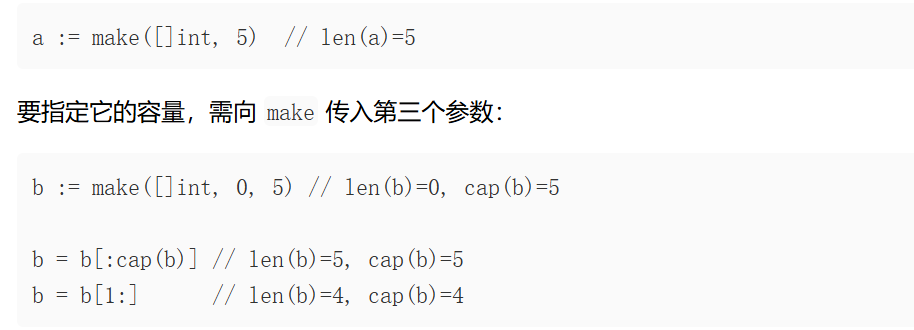 a := make([]int, 5)  // len(a)=5
要指定它的容量，需向 make 传入第三个参数：
b := make([]int, 0, 5) // len(b)=0, cap(b)=5
b = b[:cap(b)] // len(b)=5, cap(b)=5
b = b[1:]      // len(b)=4, cap(b)=4